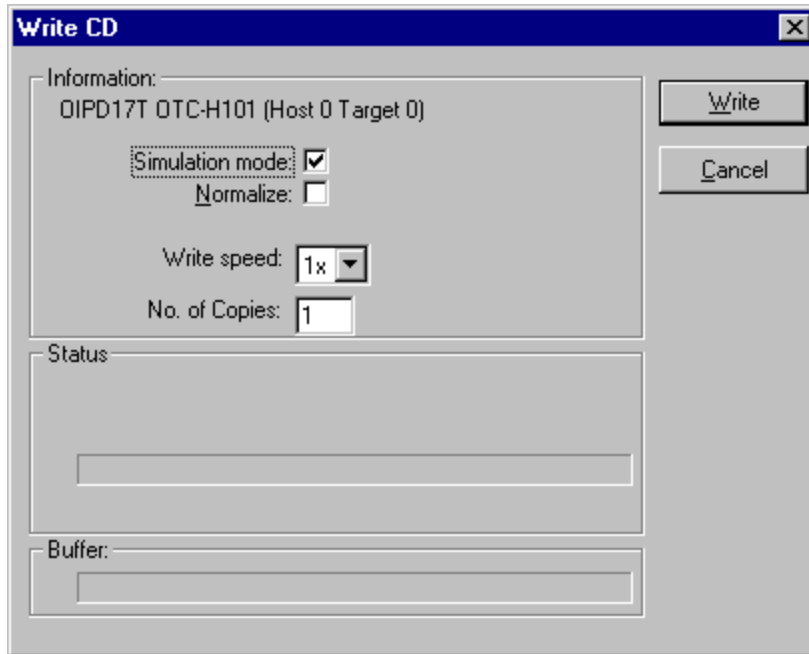 Write CD
Information:
OIPD17T OTC-H101 (Host 0 Target 0)
Simulation mode:
Normalize:
Write speed: 1x
No. of Copies: 1
Status
Buffer:
Write
Cancel